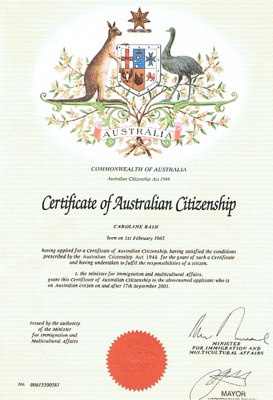 AUSTRALIA
COMMONWEALTH OF AUSTRALIA
Australian Citizenship Act 1948
Certificate of Australian Citizenship
CAROLINE BAIN
born on 1st February 1965
having applied for a Certificate of Australian Citizenship, having satisfied the conditions
prescribed by the Australian Citizenship Act 1948 for the grant of such a Certificate
and having undertaken to fulfil the responsibilities of a citizen,
I, the Minister for Immigration and Multicultural Affairs,
grant this Certificate of Australian Citizenship to the abovenamed applicant who is
an Australian citizen on and after 17th September 2001.
Issued by the authority
of the minister
for Immigration and
Multicultural Affairs
MINISTER
FOR IMMIGRATION AND
MULTICULTURAL AFFAIRS
No.
MAYOR